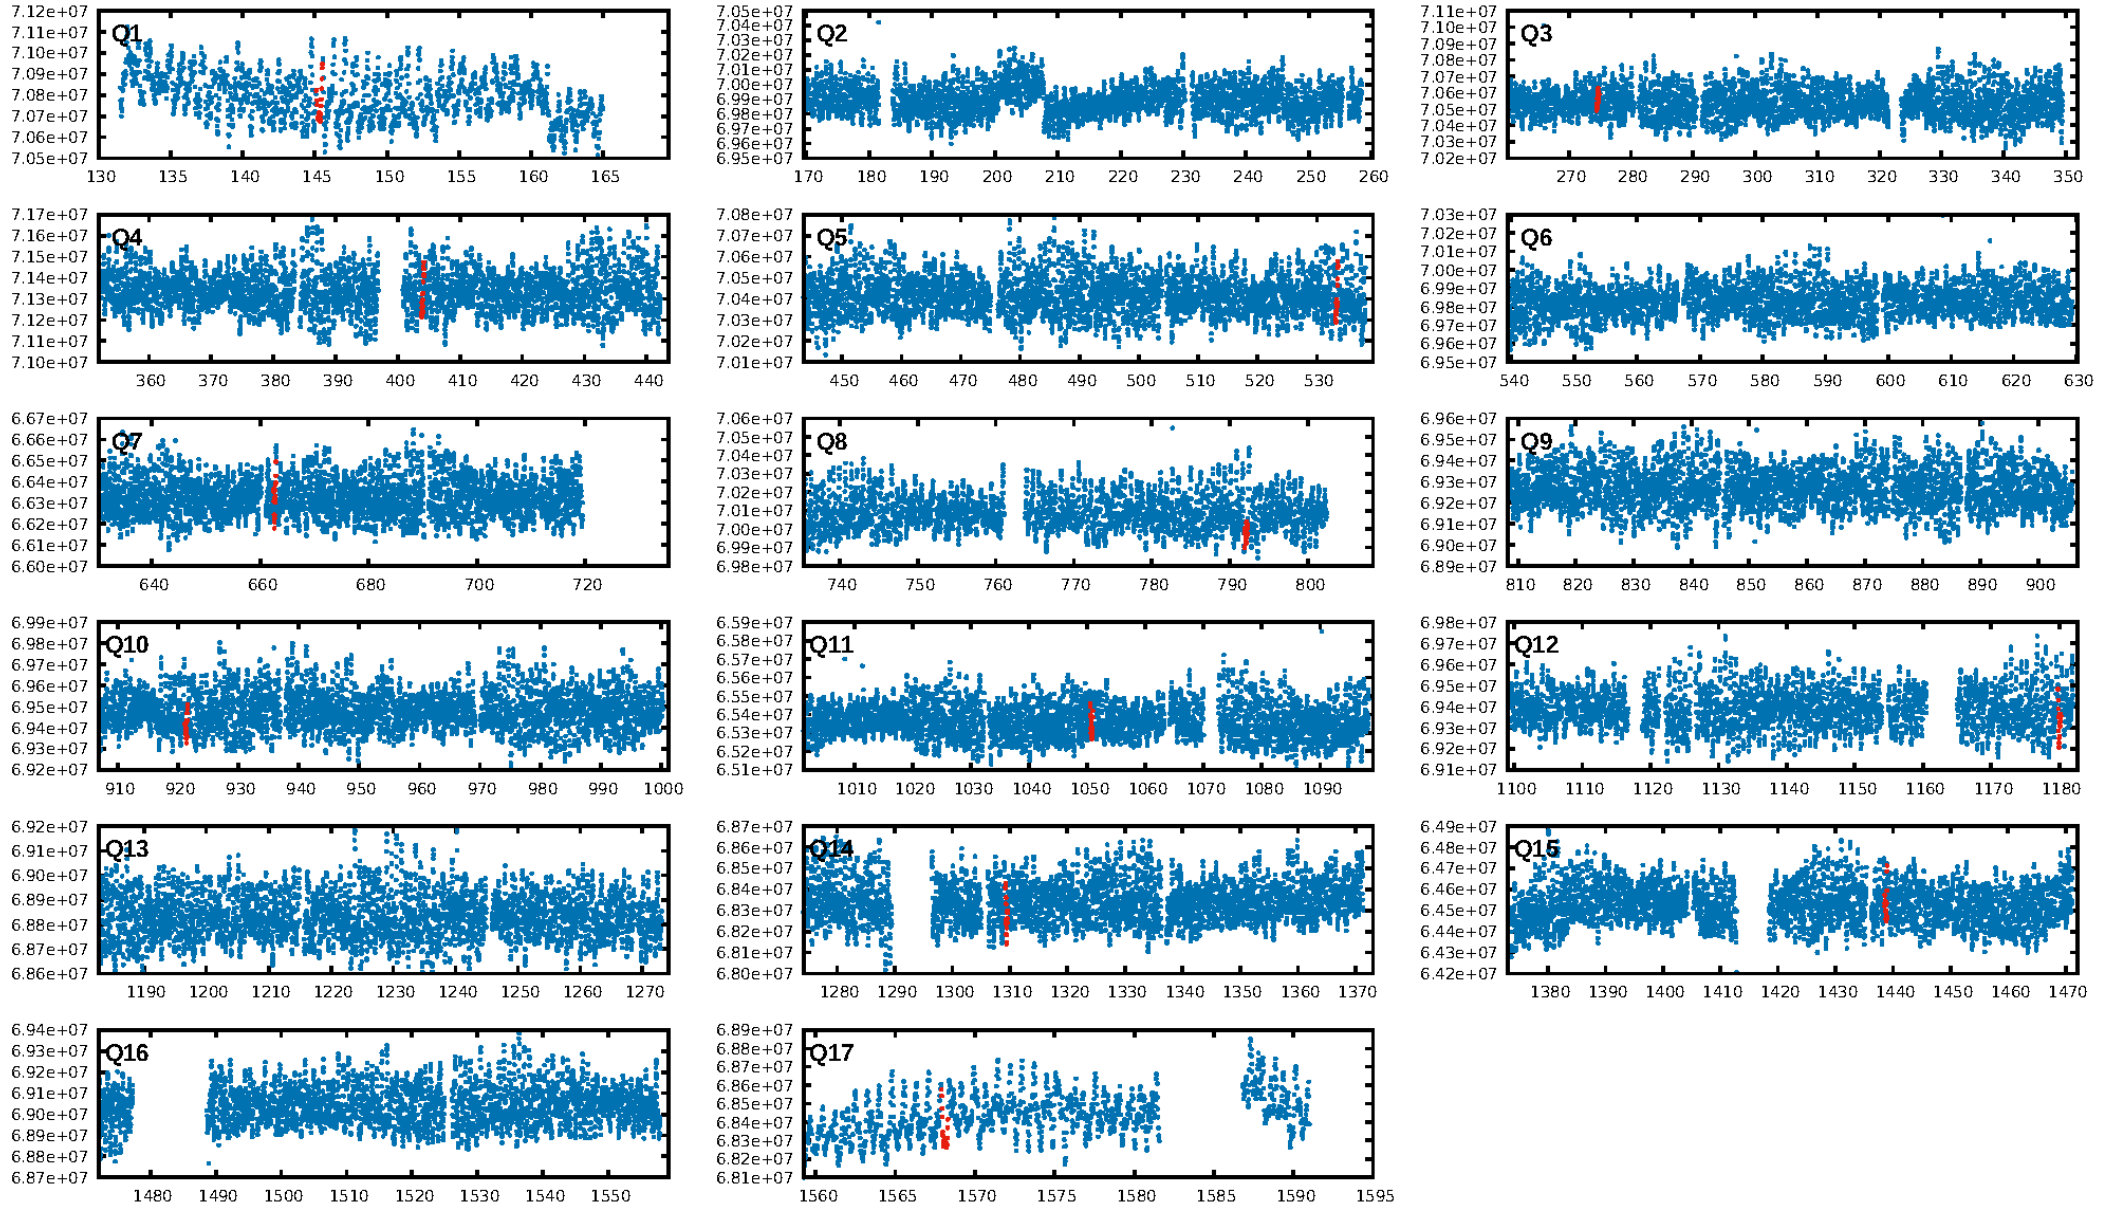 7.12e+07
7.11e+07
7.10e+07
7.09e+07
7.08e+07
7.07e+07
7.06e+07
7.05e+07
Q1
130 135 140 145 150 155 160 165
7.05e+07
7.04e+07
7.03e+07
7.02e+07
7.01e+07
7.00e+07
6.99e+07
6.98e+07
6.97e+07
6.96e+07
6.95e+07
Q2
170 180 190 200 210 220 230 240 250 260
7.11e+07
7.10e+07
7.09e+07
7.08e+07
7.07e+07
7.06e+07
7.05e+07
7.04e+07
7.03e+07
7.02e+07
Q3
270 280 290 300 310 320 330 340 350
7.17e+07
7.16e+07
7.15e+07
7.14e+07
7.13e+07
7.12e+07
7.11e+07
7.10e+07
Q4
360 370 380 390 400 410 420 430 440
7.08e+07
7.07e+07
7.06e+07
7.05e+07
7.04e+07
7.03e+07
7.02e+07
7.01e+07
Q5
450 460 470 480 490 500 510 520 530
7.03e+07
7.02e+07
7.01e+07
7.00e+07
6.99e+07
6.98e+07
6.97e+07
6.96e+07
6.95e+07
Q6
540 550 560 570 580 590 600 610 620 630
6.67e+07
6.66e+07
6.65e+07
6.64e+07
6.63e+07
6.62e+07
6.61e+07
6.60e+07
Q7
640 660 680 700 720
7.06e+07
7.05e+07
7.04e+07
7.03e+07
7.02e+07
7.01e+07
7.00e+07
6.99e+07
6.98e+07
Q8
740 750 760 770 780 790 800
6.96e+07
6.95e+07
6.94e+07
6.93e+07
6.92e+07
6.91e+07
6.90e+07
6.89e+07
Q9
810 820 830 840 850 860 870 880 890 900
6.99e+07
6.98e+07
6.97e+07
6.96e+07
6.95e+07
6.94e+07
6.93e+07
6.92e+07
Q10
910 920 930 940 950 960 970 980 990 1000
6.59e+07
6.58e+07
6.57e+07
6.56e+07
6.55e+07
6.54e+07
6.53e+07
6.52e+07
6.51e+07
Q11
1010 1020 1030 1040 1050 1060 1070 1080 1090
6.98e+07
6.97e+07
6.96e+07
6.95e+07
6.94e+07
6.93e+07
6.92e+07
6.91e+07
Q12
1100 1110 1120 1130 1140 1150 1160 1170 1180
6.92e+07
6.91e+07
6.90e+07
6.89e+07
6.88e+07
6.87e+07
6.86e+07
Q13
1190 1200 1210 1220 1230 1240 1250 1260 1270
6.87e+07
6.86e+07
6.85e+07
6.84e+07
6.83e+07
6.82e+07
6.81e+07
6.80e+07
Q14
1280 1290 1300 1310 1320 1330 1340 1350 1360 1370
6.49e+07
6.48e+07
6.47e+07
6.46e+07
6.45e+07
6.44e+07
6.43e+07
6.42e+07
Q15
1380 1390 1400 1410 1420 1430 1440 1450 1460 1470
6.94e+07
6.93e+07
6.92e+07
6.91e+07
6.90e+07
6.89e+07
6.88e+07
6.87e+07
Q16
1480 1490 1500 1510 1520 1530 1540 1550
6.89e+07
6.88e+07
6.87e+07
6.86e+07
6.85e+07
6.84e+07
6.83e+07
6.82e+07
6.81e+07
Q17
1560 1565 1570 1575 1580 1585 1590 1595